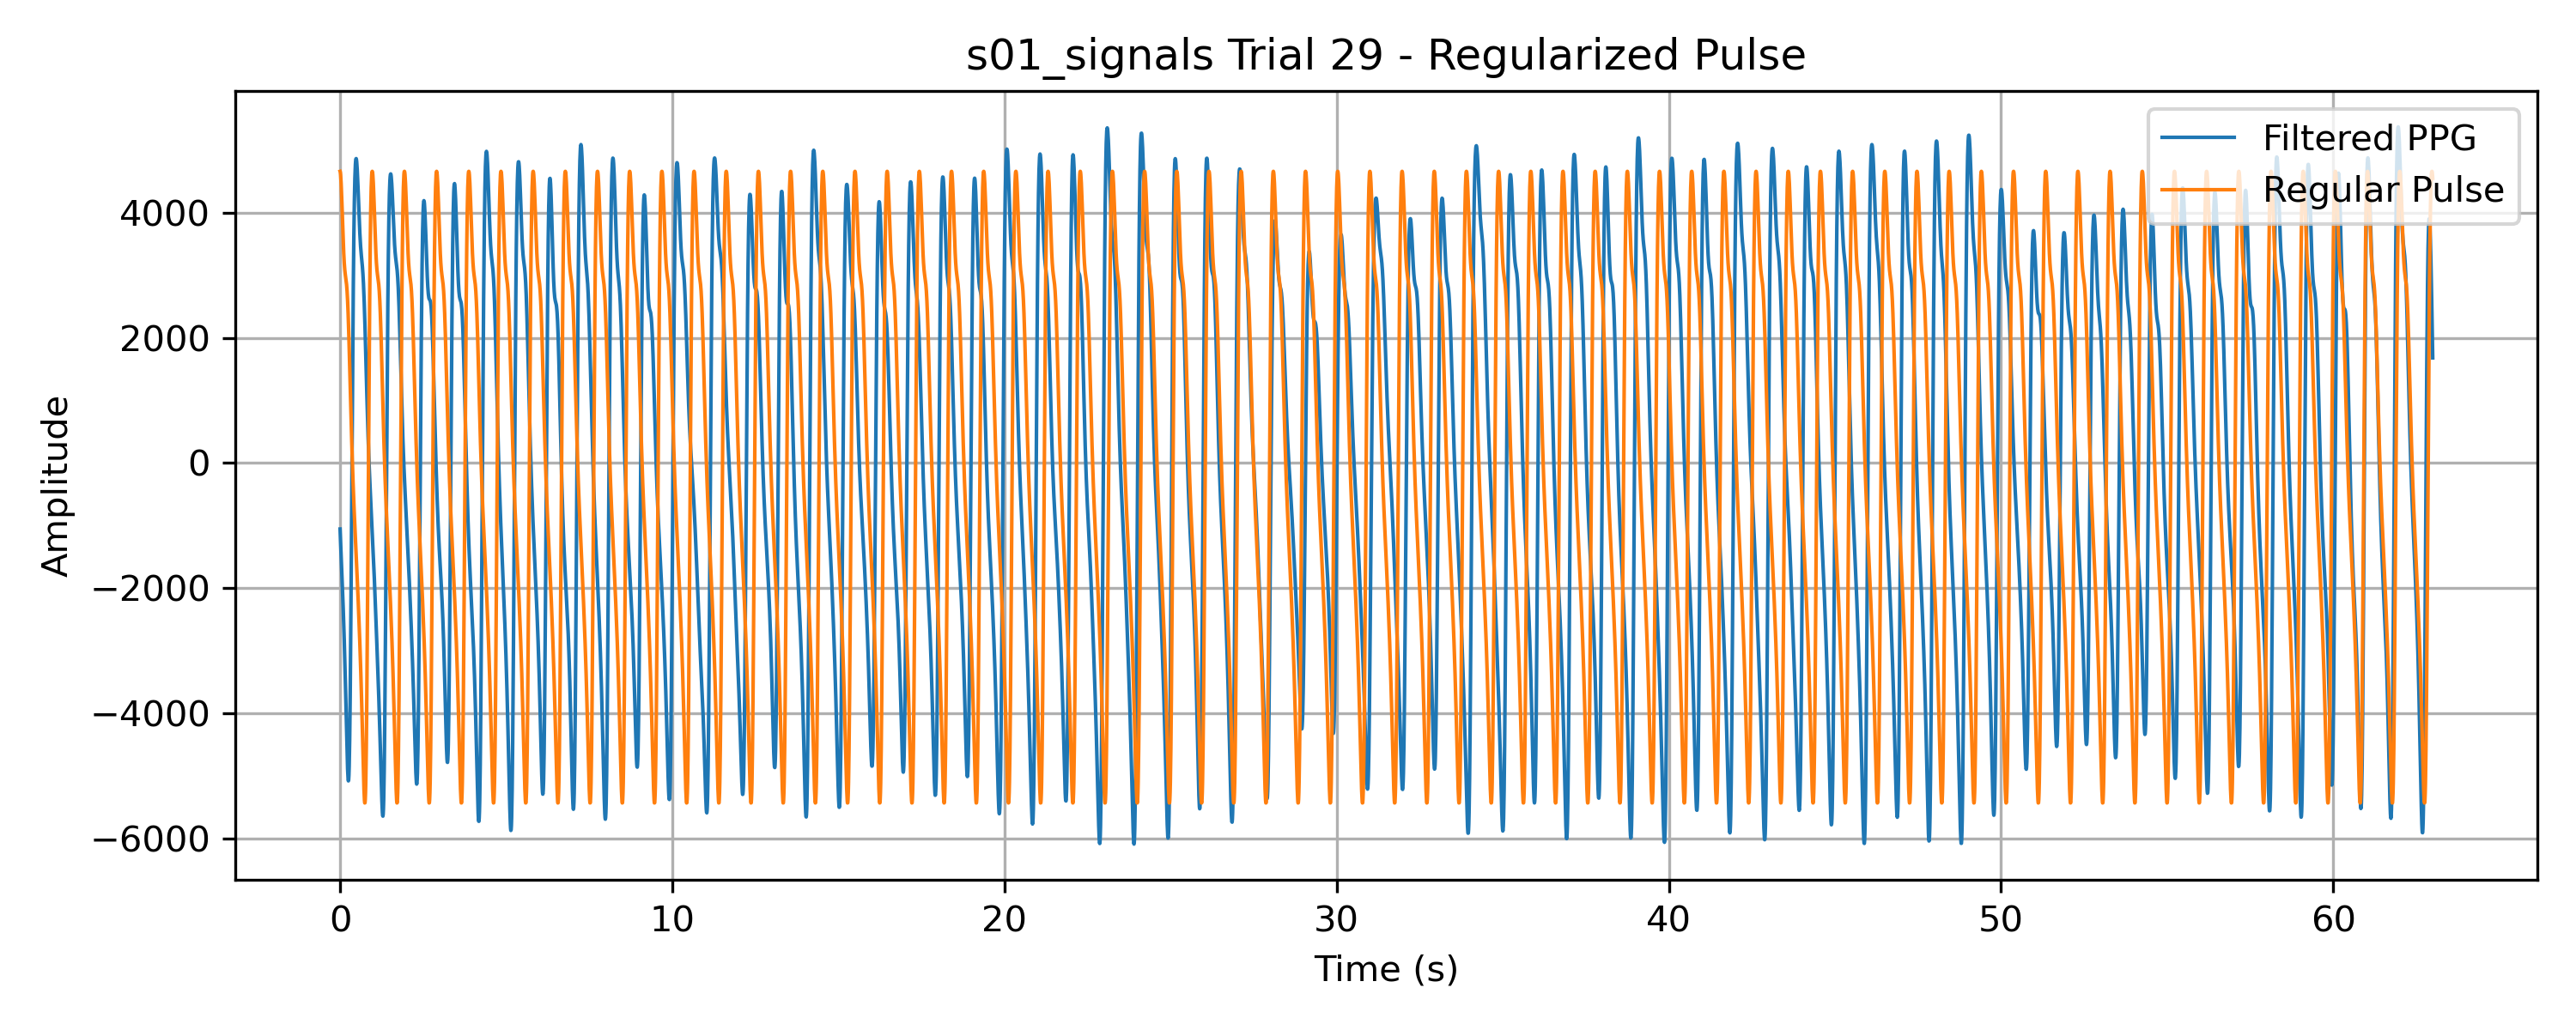 s01_signals Trial 29 - Regularized Pulse
Filtered PPG
Regular Pulse
Amplitude
4000
2000
0
−2000
−4000
−6000
0 10 20 30 40 50 60
Time (s)